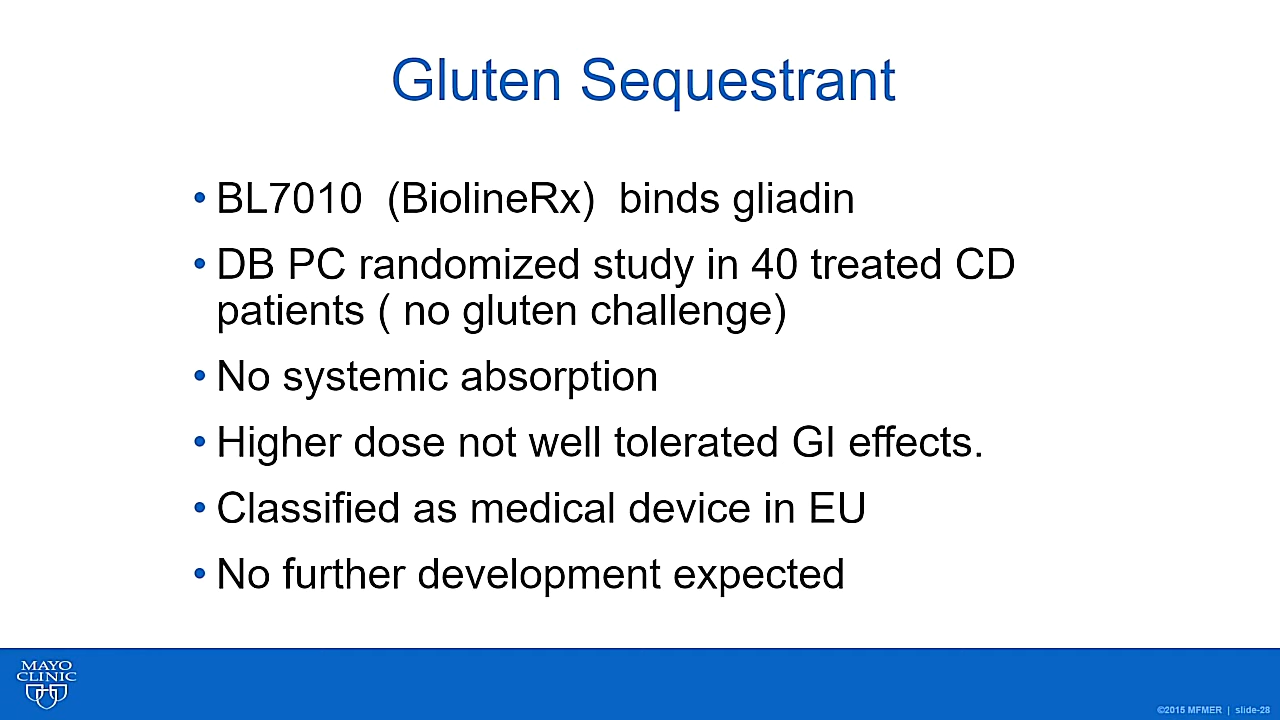 Gluten Sequestrant
• BL7010  (BiolineRx)  binds gliadin
• DB PC randomized study in 40 treated CD
patients ( no gluten challenge)
• No systemic absorption
• Higher dose not well tolerated GI effects.
• Classified as medical device in EU
• No further development expected
MAYO
CLINIC
©2015 MFMER | slide-28